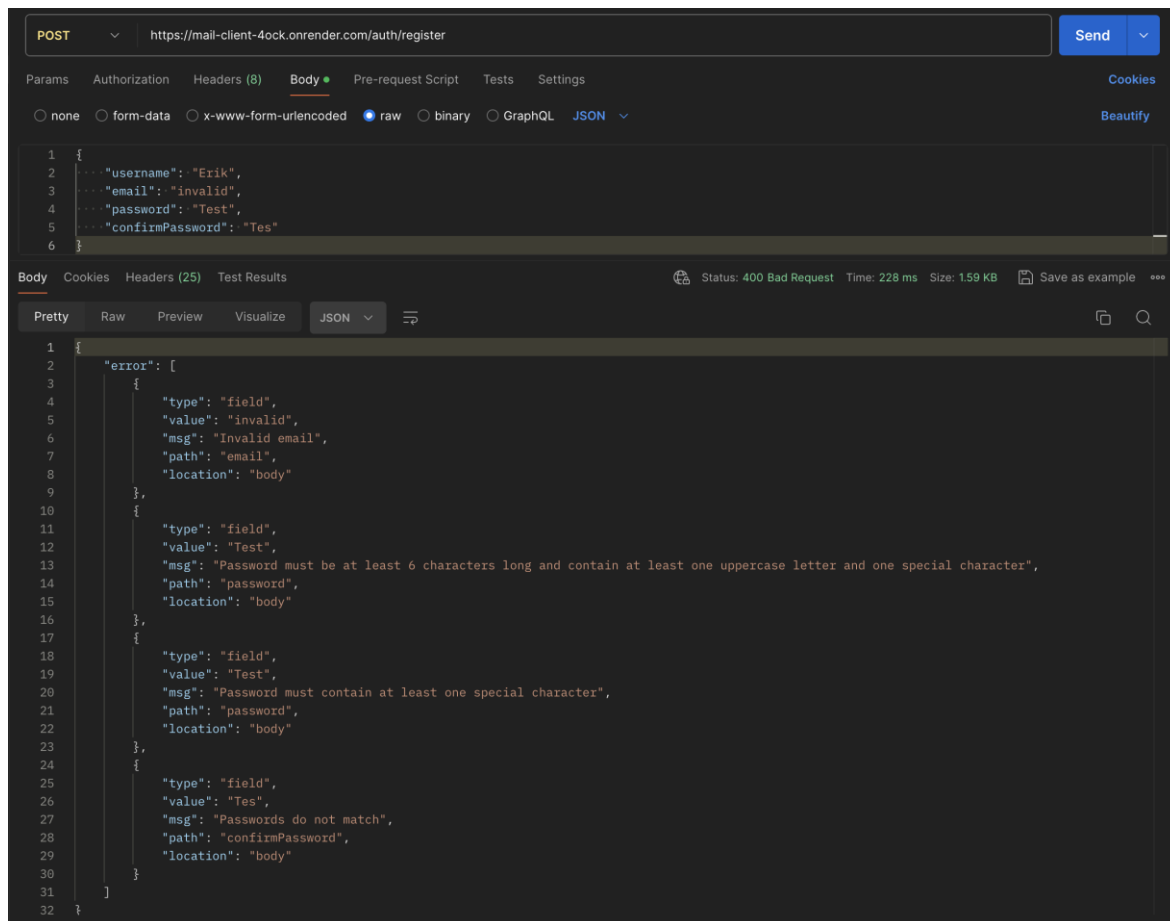 POST https://mail-client-4ock.onrender.com/auth/register Send
Params Authorization Headers (8) Body Pre-request Script Tests Settings Cookies
none form-data x-www-form-urlencoded raw binary GraphQL JSON Beautify
1 {
2 "username": "Erik",
3 "email": "invalid",
4 "password": "Test",
5 "confirmPassword": "Tes"
6 }
Body Cookies Headers (25) Test Results Status: 400 Bad Request Time: 228 ms Size: 1.59 KB Save as example
Pretty Raw Preview Visualize JSON
1 {
2 "error": [
3 {
4 "type": "field",
5 "value": "invalid",
6 "msg": "Invalid email",
7 "path": "email",
8 "location": "body"
9 },
10 {
11 "type": "field",
12 "value": "Test",
13 "msg": "Password must be at least 6 characters long and contain at least one uppercase letter and one special character",
14 "path": "password",
15 "location": "body"
16 },
17 {
18 "type": "field",
19 "value": "Test",
20 "msg": "Password must contain at least one special character",
21 "path": "password",
22 "location": "body"
23 },
24 {
25 "type": "field",
26 "value": "Tes",
27 "msg": "Passwords do not match",
28 "path": "confirmPassword",
29 "location": "body"
30 }
31 ]
32 }